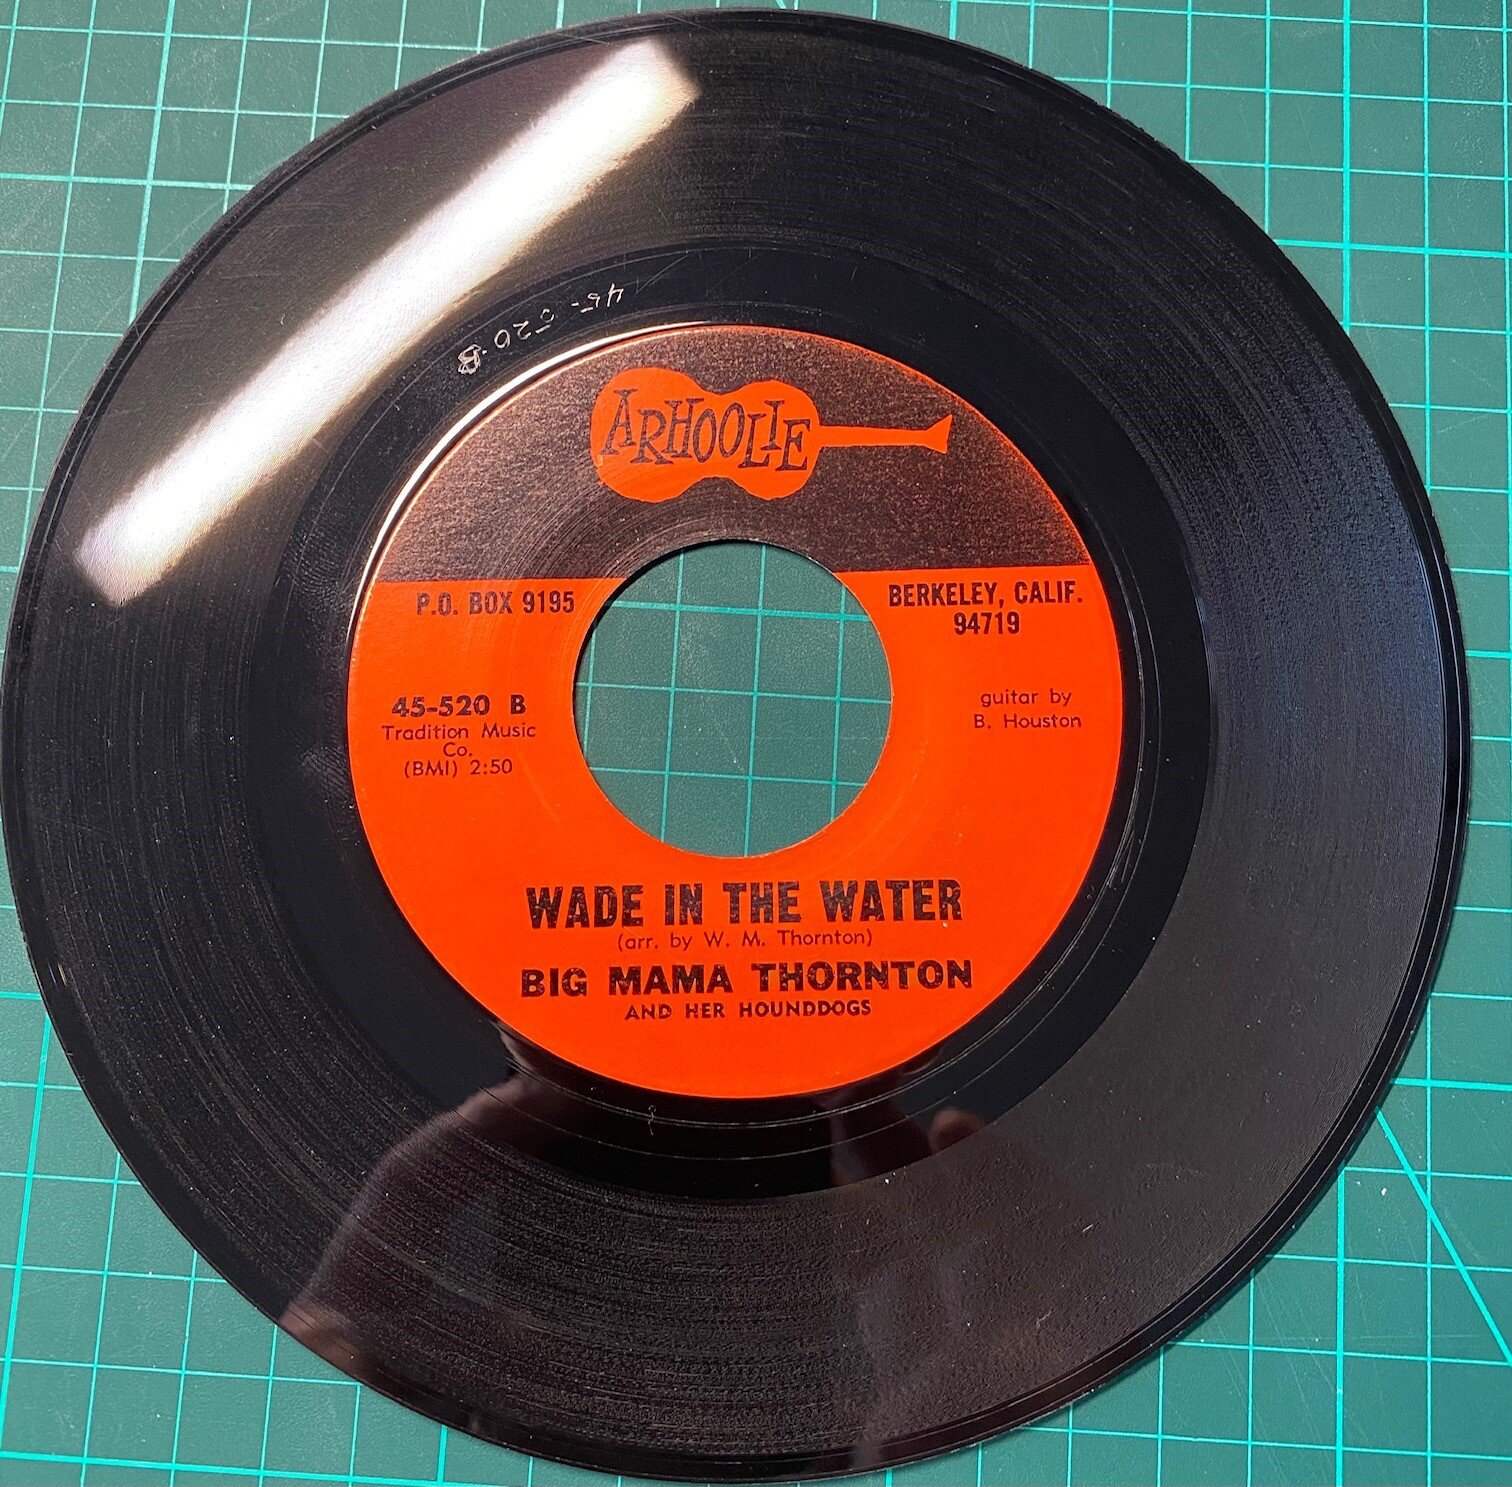 45-520-B
ARHOOLIE
P.O. BOX 9195
BERKELEY, CALIF.
94719
45-520 B
Tradition Music
Co.
(BMI) 2:50
guitar by
B. Houston
WADE IN THE WATER
(arr. by W. M. Thornton)
BIG MAMA THORNTON
AND HER HOUNDDOGS